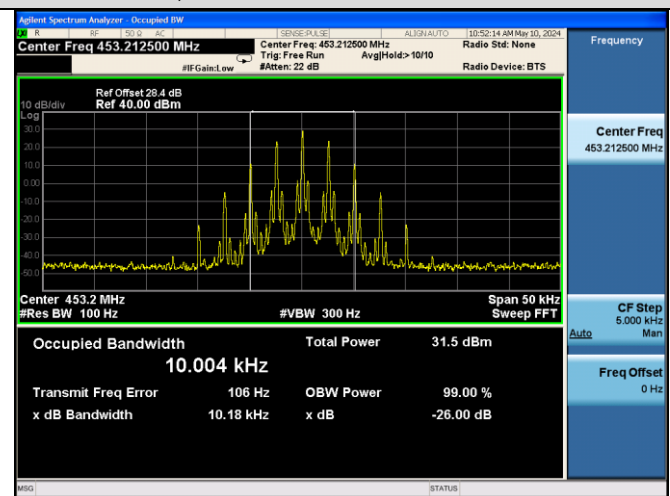 Agilent Spectrum Analyzer - Occupied BW
R RF 50 Ω AC SENSE:PULSE ALIGN AUTO 10:52:14 AM May 10, 2024
Center Freq 453.212500 MHz Center Freq: 453.212500 MHz Radio Std: None
Trig: Free Run Avg|Hold:>10/10
#IFGain:Low #Atten: 22 dB Radio Device: BTS
Ref Offset 28.4 dB
10 dB/div Ref 40.00 dBm
Log
30.0
20.0
10.0
0.00
-10.0
-20.0
-30.0
-40.0
-50.0
Center 453.2 MHz Span 50 kHz
#Res BW 100 Hz #VBW 300 Hz Sweep FFT
Occupied Bandwidth Total Power 31.5 dBm
10.004 kHz
Transmit Freq Error 106 Hz OBW Power 99.00 %
x dB Bandwidth 10.18 kHz x dB -26.00 dB
MSG STATUS
Frequency
Center Freq
453.212500 MHz
CF Step
5.000 kHz
Auto Man
Freq Offset
0 Hz